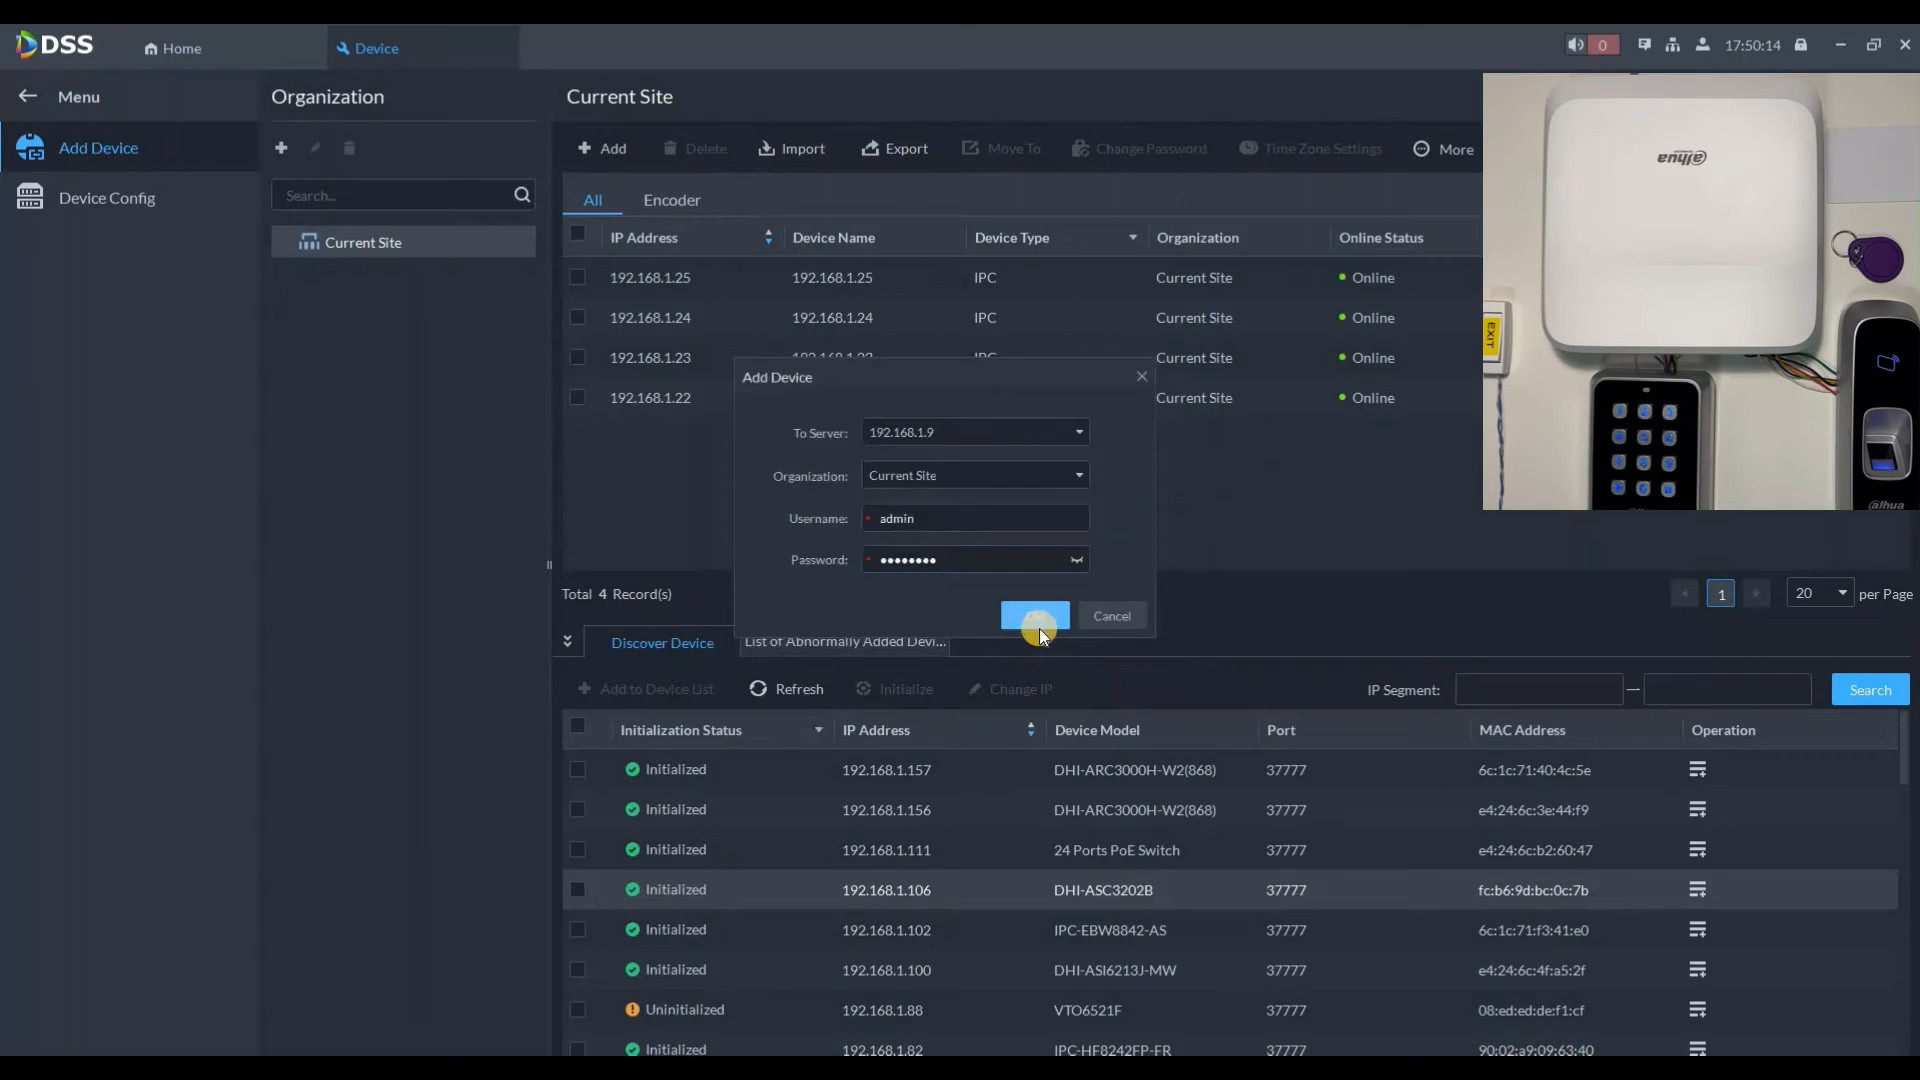 DSS
Home
Device
0
17:50:14
Menu
Organization
Current Site
Add Device
Device Config
Search...
Current Site
Add
Delete
Import
Export
Move To
Change Password
Time Zone Settings
More
All
Encoder
IP Address
Device Name
Device Type
Organization
Online Status
192.168.1.25
192.168.1.25
IPC
Current Site
Online
192.168.1.24
192.168.1.24
IPC
Current Site
Online
192.168.1.23
Current Site
Online
192.168.1.22
Current Site
Online
Add Device
To Server:
192.168.1.9
Organization:
Current Site
Username:
* admin
Password:
* ••••••••
Cancel
Total 4 Record(s)
1
20
per Page
Discover Device
List of Abnormally Added Devi...
Add to Device List
Refresh
Initialize
Change IP
IP Segment:
Search
Initialization Status
IP Address
Device Model
Port
MAC Address
Operation
Initialized
192.168.1.157
DHI-ARC3000H-W2(868)
37777
6c:1c:71:40:4c:5e
Initialized
192.168.1.156
DHI-ARC3000H-W2(868)
37777
e4:24:6c:3e:44:f9
Initialized
192.168.1.111
24 Ports PoE Switch
37777
e4:24:6c:b2:60:47
Initialized
192.168.1.106
DHI-ASC3202B
37777
fc:b6:9d:bc:0c:7b
Initialized
192.168.1.102
IPC-EBW8842-AS
37777
6c:1c:71:f3:41:e0
Initialized
192.168.1.100
DHI-ASI6213J-MW
37777
e4:24:6c:4f:a5:2f
Uninitialized
192.168.1.88
VTO6521F
37777
08:ed:ed:de:f1:cf
Initialized
192.168.1.82
IPC-HF8242FP-FR
37777
90:02:a9:09:63:40
alhua
EXIT
alhua